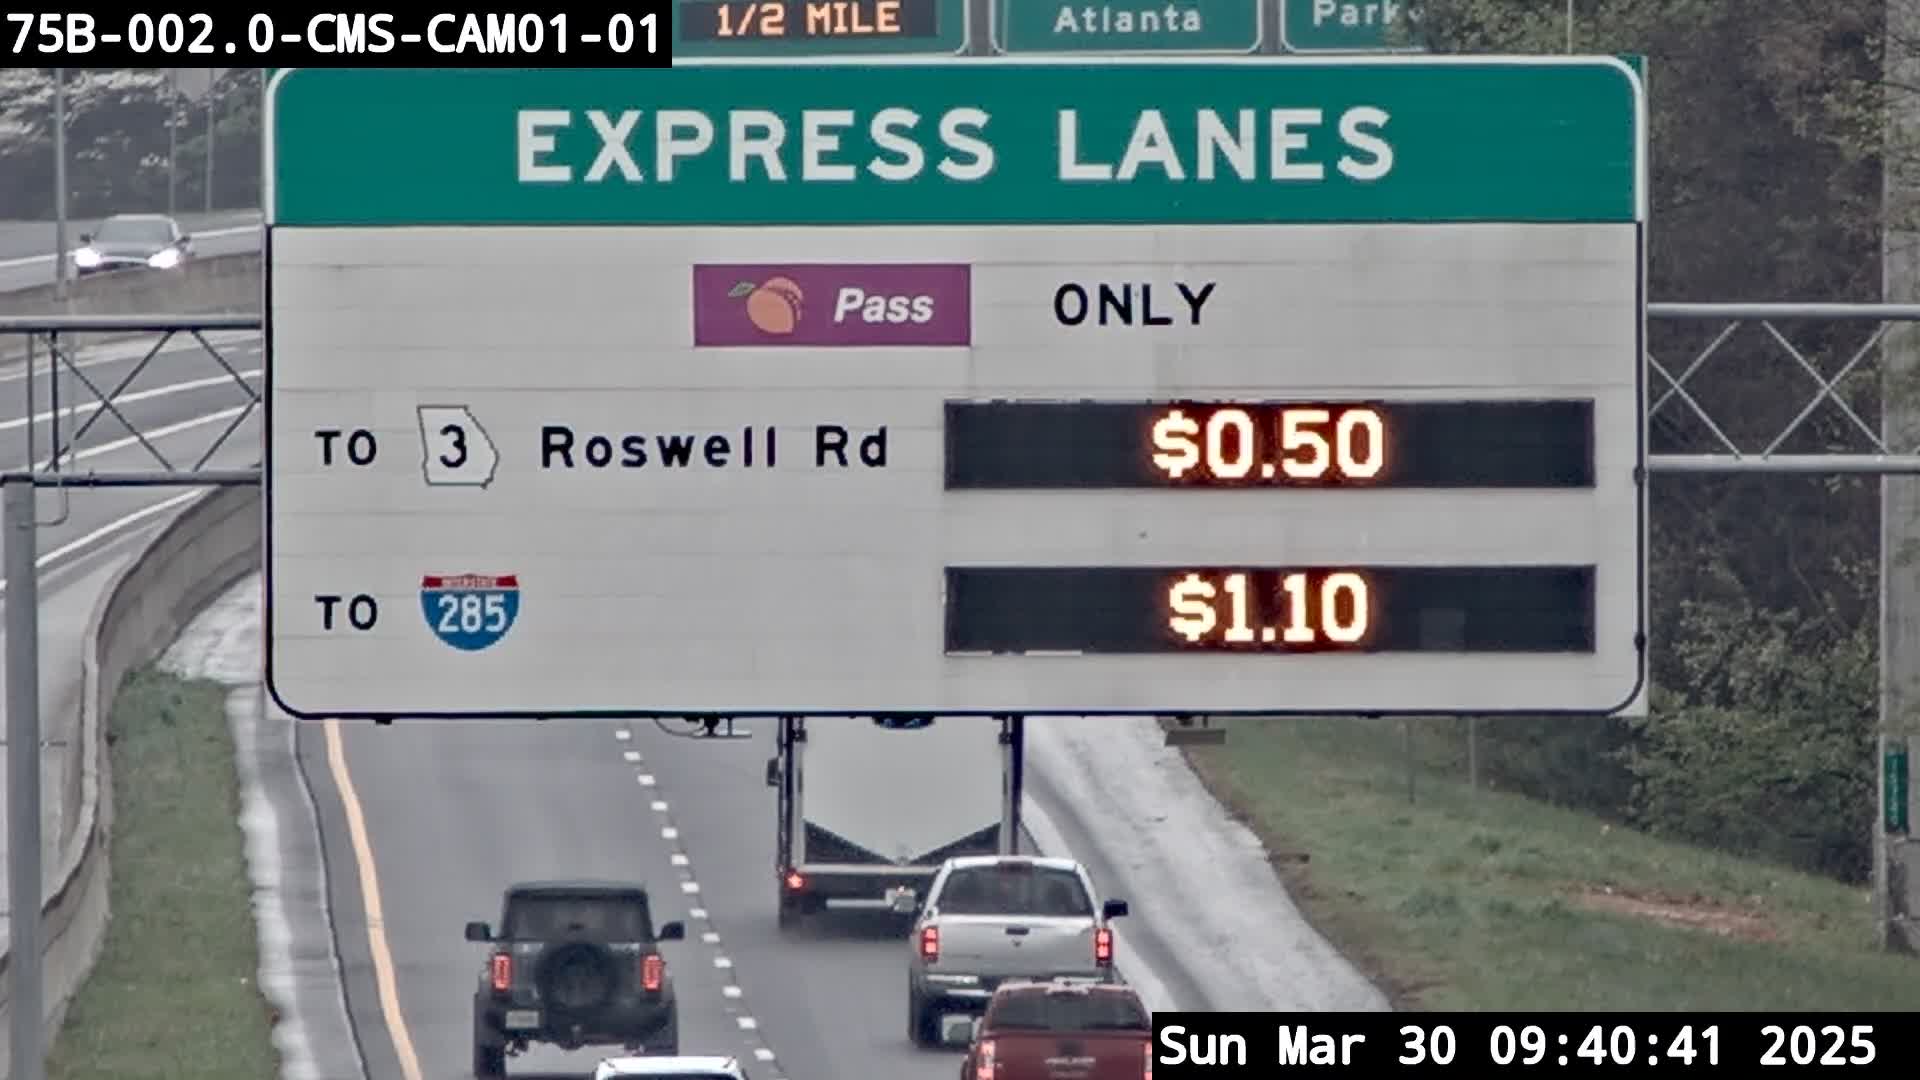 75B-002.0-CMS-CAM01-01
1/2 MILE
Atlanta
EXPRESS LANES
Pass ONLY
TO 3 Roswell Rd $0.50
INTERSTATE
TO 285 $1.10
Sun Mar 30 09:40:41 2025